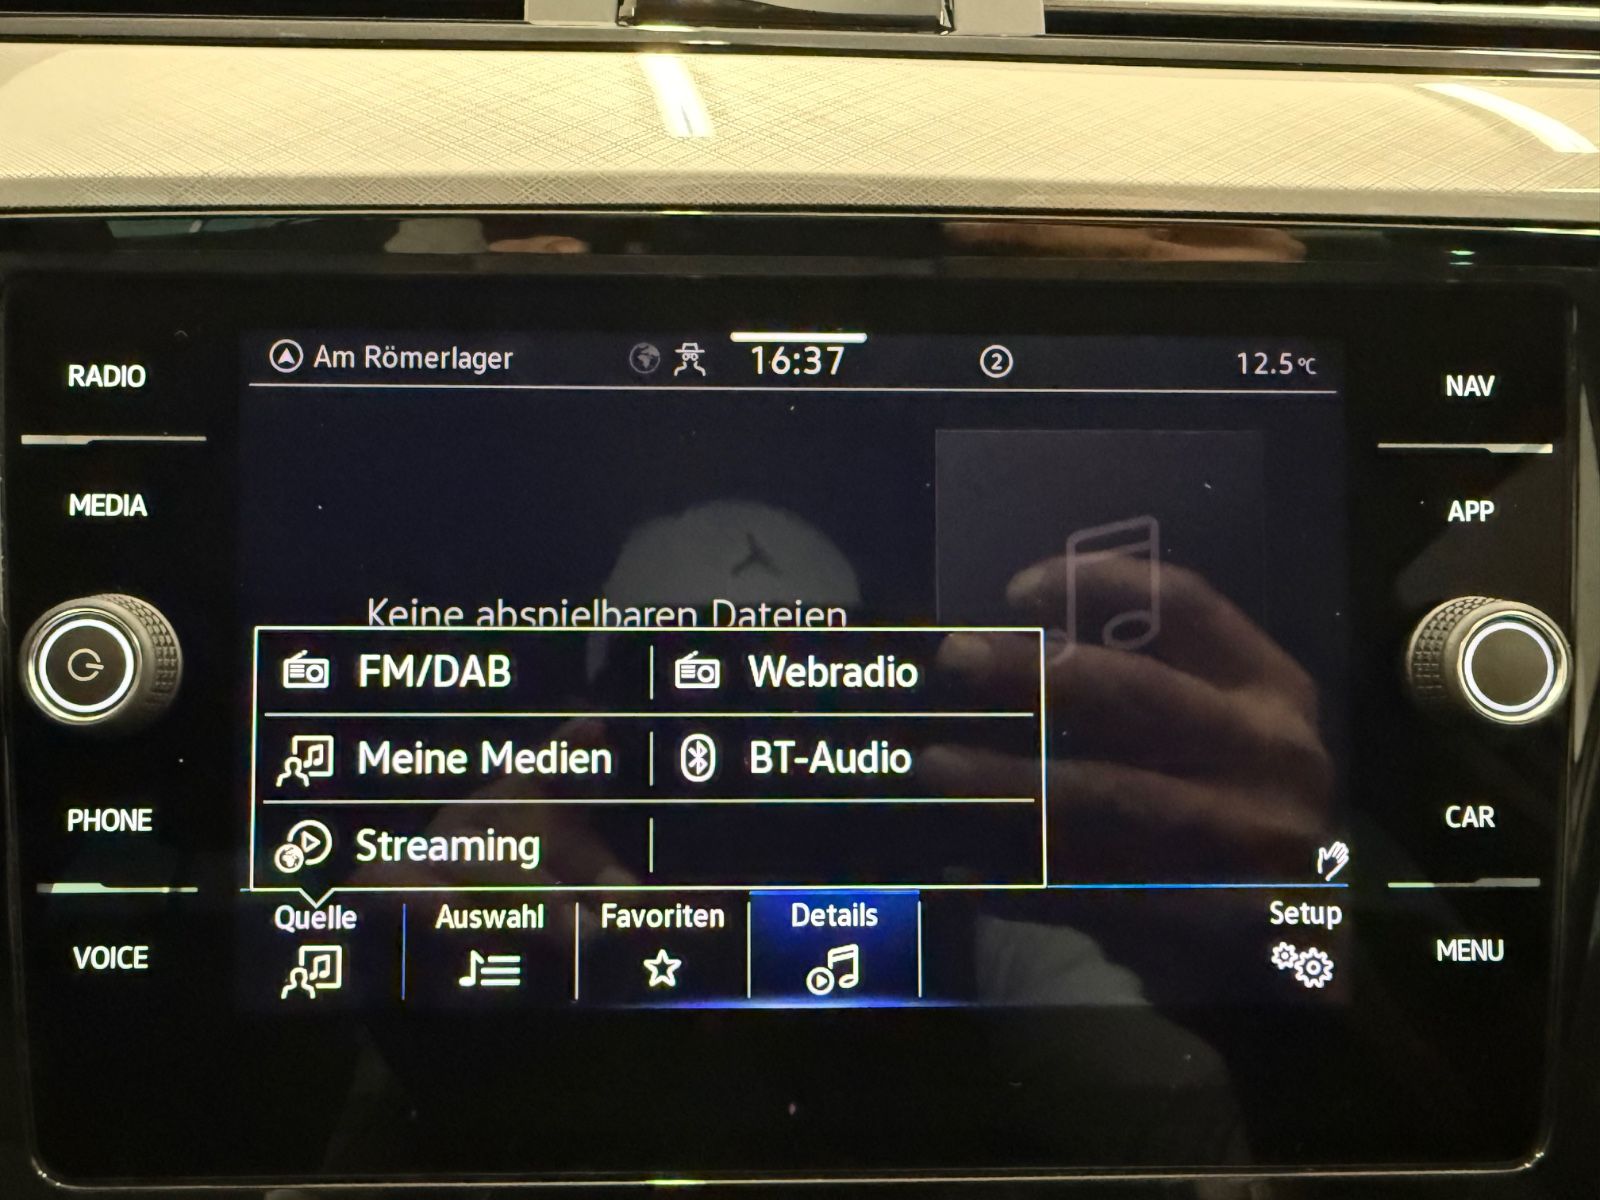 RADIO
MEDIA
PHONE
VOICE
Am Römerlager
16:37
2
12.5°C
Keine abspielbaren Dateien
FM/DAB
Webradio
Meine Medien
BT-Audio
Streaming
Quelle
Auswahl
Favoriten
Details
Setup
NAV
APP
CAR
MENU